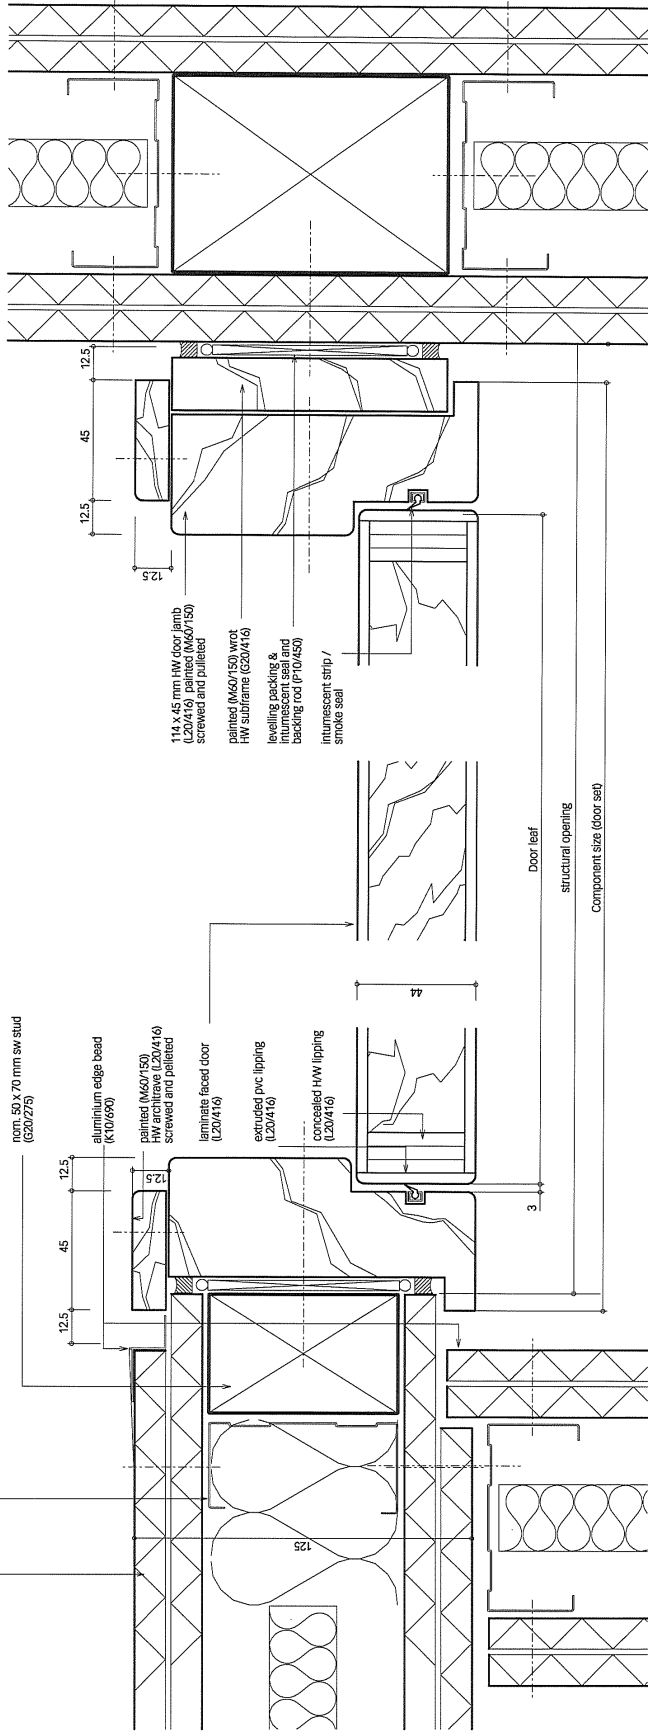 nom. 50 x 70 mm sw stud
(G20/275)
aluminium edge bead
(K10/690)
painted (M60/150)
HW architrave (L20/416)
screwed and pelleted
laminate faced door
(L20/416)
extruded pvc lipping
(L20/416)
concealed H/W lipping
(L20/416)
114 x 45 mm HW door jamb
(L20/416) painted (M60/150)
screwed and pulleted
painted (M60/150) wrot
HW subframe (G20/416)
levelling packing &
intumescent seal and
backing rod (P10/450)
intumescent strip /
smoke seal
12.5
45
12.5
12.5
12.5
45
12.5
12.5
125
44
3
Door leaf
structural opening
Component size (door set)